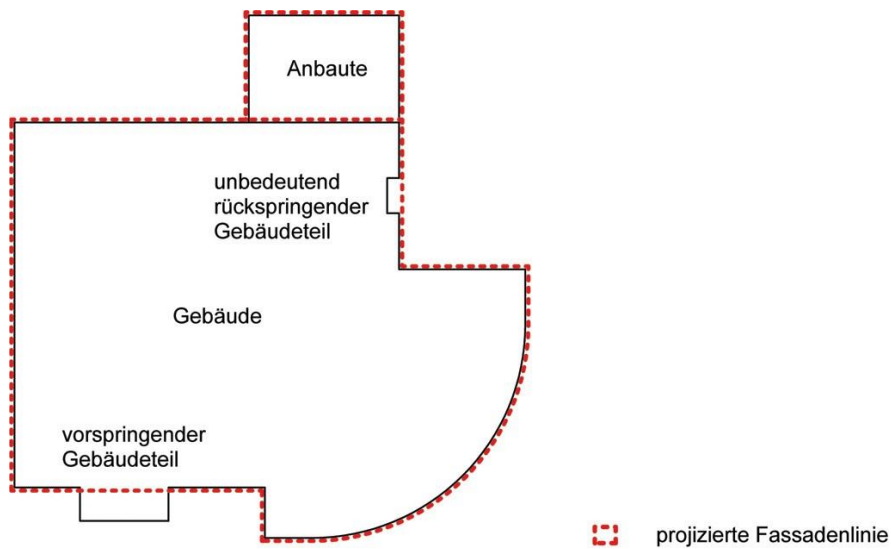 Anbaute
unbedeutend
rückspringender
Gebäudeteil
Gebäude
vorspringender
Gebäudeteil
projizierte Fassadenlinie